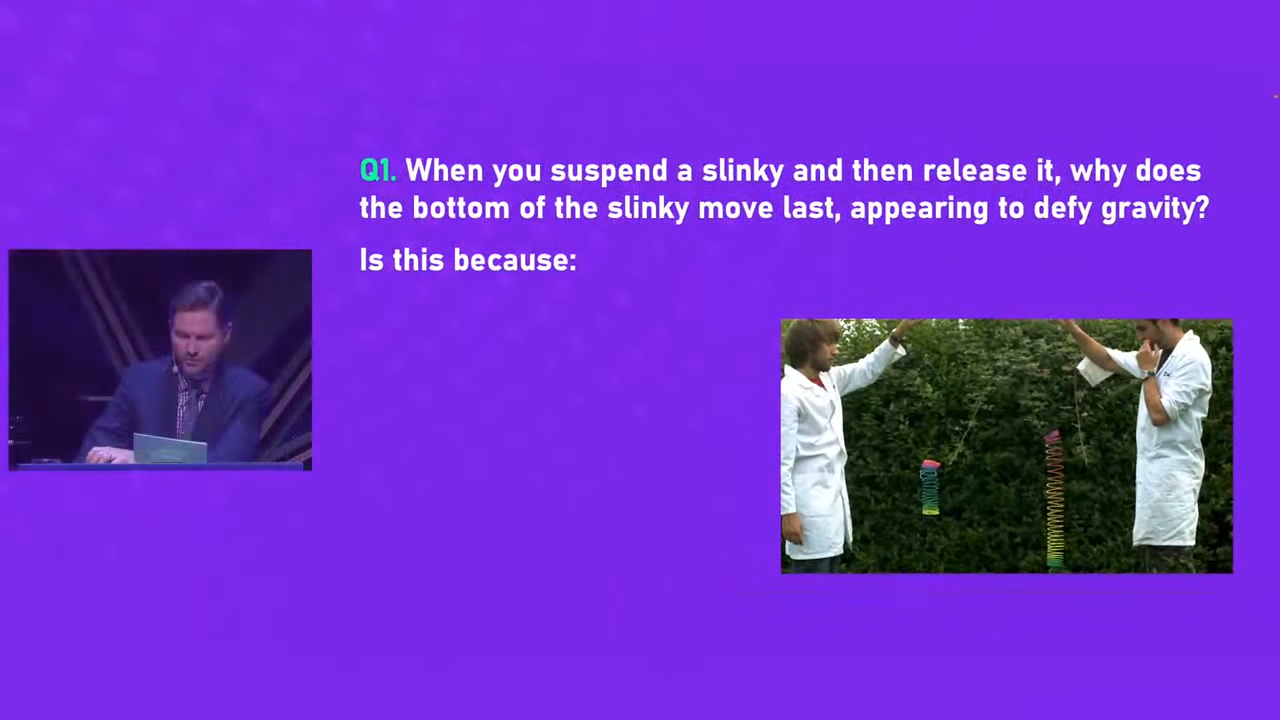 Q1. When you suspend a slinky and then release it, why does
the bottom of the slinky move last, appearing to defy gravity?
Is this because: